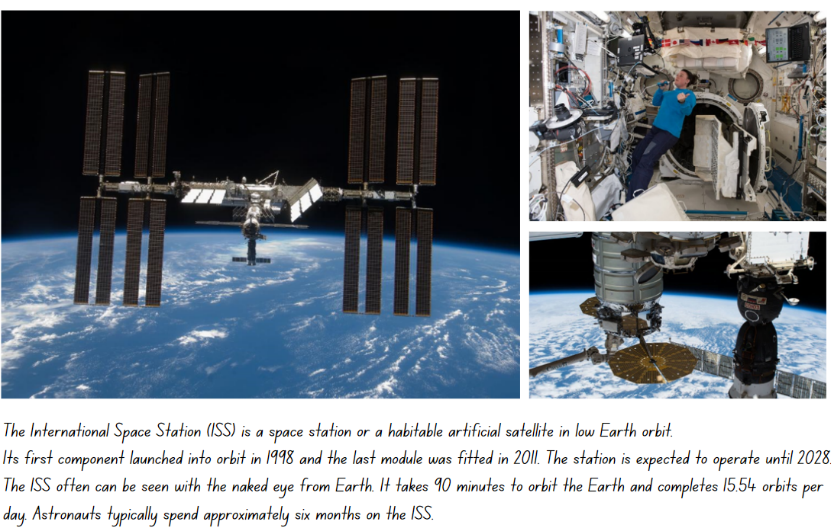 The International Space Station (ISS) is a space station or a habitable artificial satellite in low Earth orbit.
Its first component launched into orbit in 1998 and the last module was fitted in 2011. The station is expected to operate until 2028.
The ISS often can be seen with the naked eye from Earth. It takes 90 minutes to orbit the Earth and completes 15.54 orbits per
day. Astronauts typically spend approximately six months on the ISS.